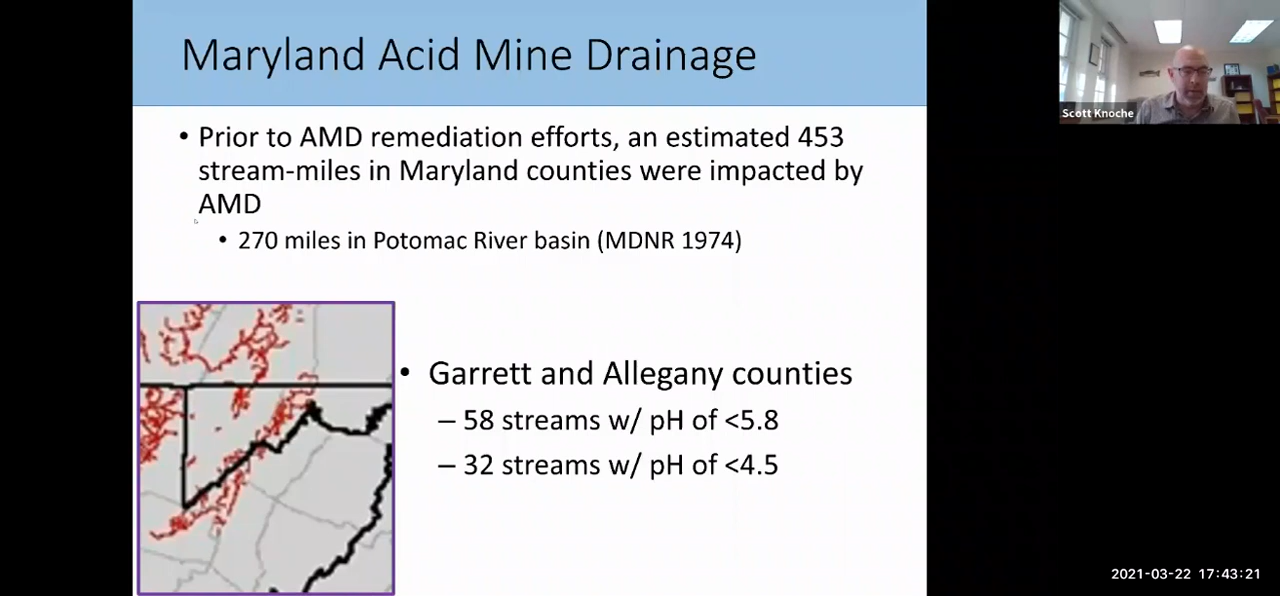 Maryland Acid Mine Drainage
• Prior to AMD remediation efforts, an estimated 453
stream-miles in Maryland counties were impacted by
AMD
• 270 miles in Potomac River basin (MDNR 1974)
• Garrett and Allegany counties
– 58 streams w/ pH of <5.8
– 32 streams w/ pH of <4.5
Scott Knoche
2021-03-22 17:43:21